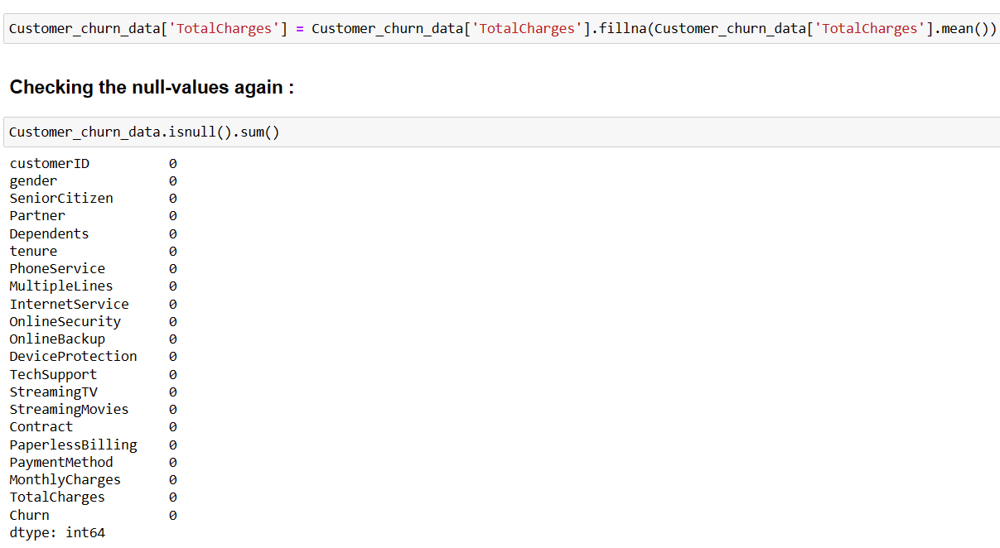 Customer_churn_data['TotalCharges'] = Customer_churn_data['TotalCharges'].fillna(Customer_churn_data['TotalCharges'].mean())
Checking the null-values again :
Customer_churn_data.isnull().sum()
customerID 0
gender 0
SeniorCitizen 0
Partner 0
Dependents 0
tenure 0
PhoneService 0
MultipleLines 0
InternetService 0
OnlineSecurity 0
OnlineBackup 0
DeviceProtection 0
TechSupport 0
StreamingTV 0
StreamingMovies 0
Contract 0
PaperlessBilling 0
PaymentMethod 0
MonthlyCharges 0
TotalCharges 0
Churn 0
dtype: int64